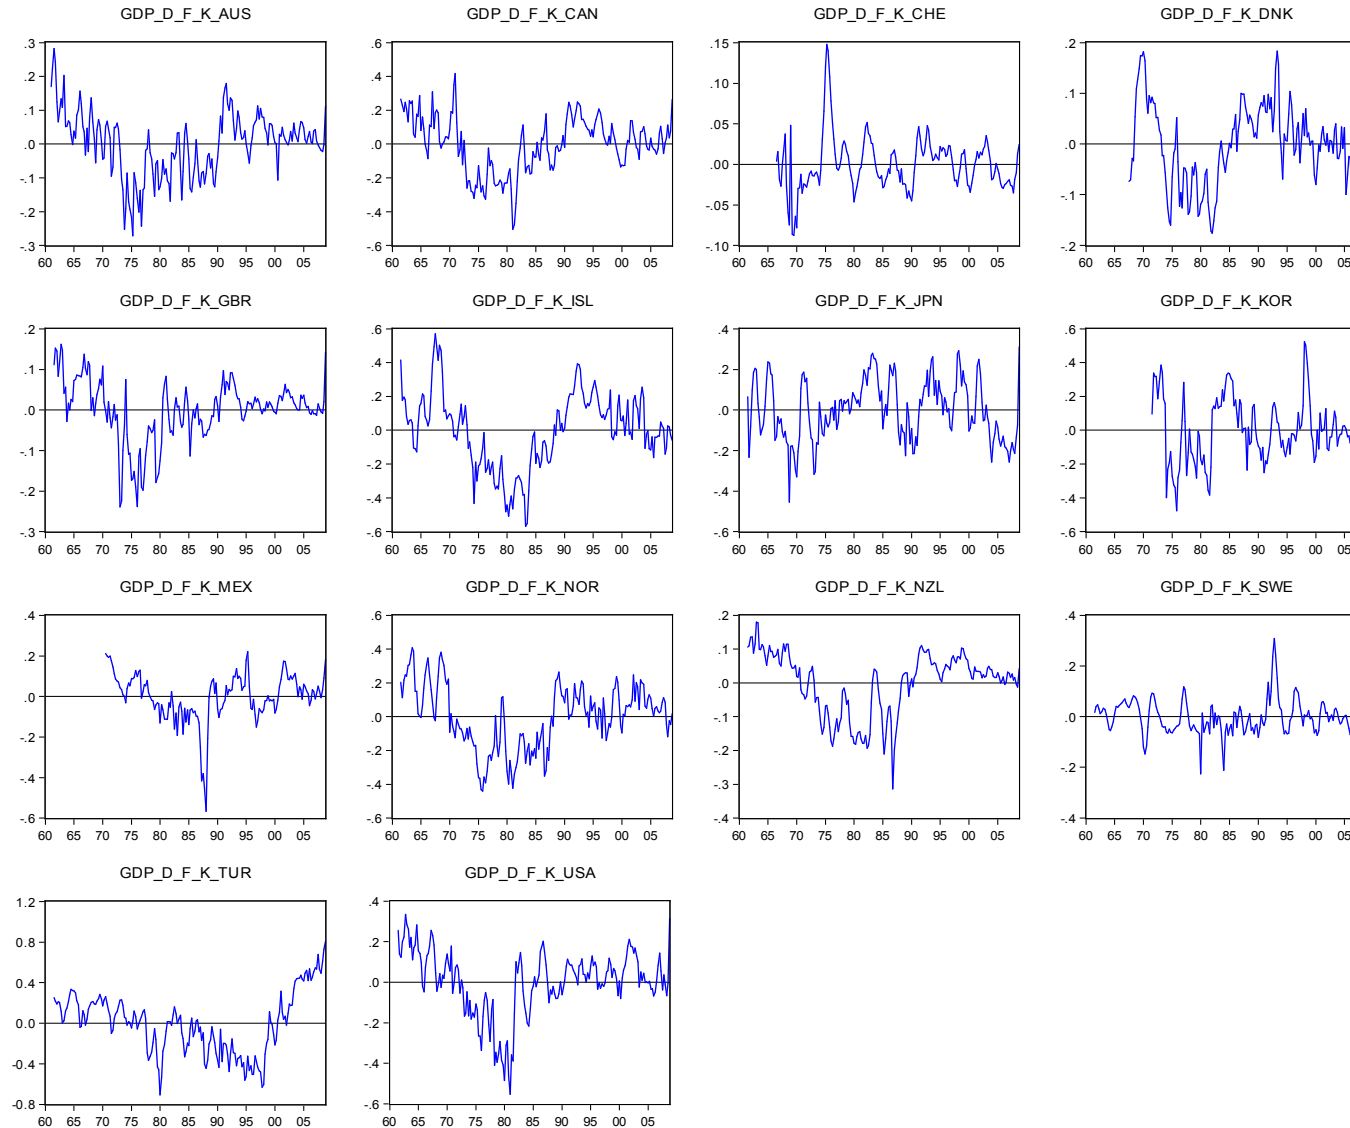 GDP_D_F_K_AUS GDP_D_F_K_CAN GDP_D_F_K_CHE GDP_D_F_K_DNK
.3 .6 .15 .2
.2 .4 .10 .1
.1 .2 .05 .0
.0 .0 .00 -.1
-.1 -.2 -.05 -.2
-.2 -.4 -.10
-.3 -.6
60 65 70 75 80 85 90 95 00 05 60 65 70 75 80 85 90 95 00 05 60 65 70 75 80 85 90 95 00 05 60 65 70 75 80 85 90 95 00 05
GDP_D_F_K_GBR GDP_D_F_K_ISL GDP_D_F_K_JPN GDP_D_F_K_KOR
.2 .6 .4 .6
.1 .4 .2 .4
.0 .2 .0 .2
-.1 .0 -.2 .0
-.2 -.2 -.4 -.2
-.3 -.4 -.6 -.4
-.6 -.6
60 65 70 75 80 85 90 95 00 05 60 65 70 75 80 85 90 95 00 05 60 65 70 75 80 85 90 95 00 05 60 65 70 75 80 85 90 95 00 05
GDP_D_F_K_MEX GDP_D_F_K_NOR GDP_D_F_K_NZL GDP_D_F_K_SWE
.4 .6 .2 .4
.2 .4 .1 .2
.0 .2 .0 .0
-.2 .0 -.1 -.2
-.4 -.2 -.2 -.4
-.6 -.4 -.3
-.6 -.4
60 65 70 75 80 85 90 95 00 05 60 65 70 75 80 85 90 95 00 05 60 65 70 75 80 85 90 95 00 05 60 65 70 75 80 85 90 95 00 05
GDP_D_F_K_TUR GDP_D_F_K_USA
1.2 .4
0.8 .2
0.4 .0
0.0 -.2
-0.4 -.4
-0.8 -.6
60 65 70 75 80 85 90 95 00 05 60 65 70 75 80 85 90 95 00 05